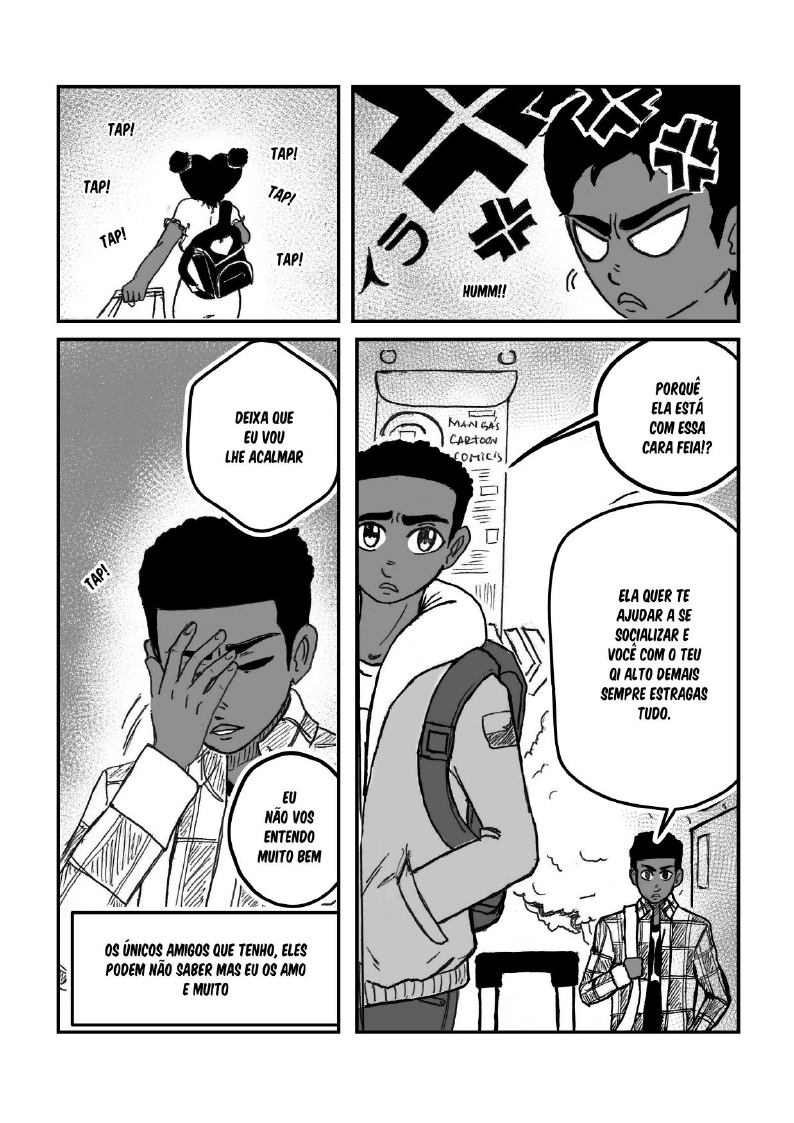 TAP!
TAP!
TAP!
TAP!
TAP!
TAP!
HUMM!!
DEIXA QUE
EU VOU
LHE ACALMAR
TAP!
EU
NÃO VOS
ENTENDO
MUITO BEM
OS ÚNICOS AMIGOS QUE TENHO, ELES
PODEM NÃO SABER MAS EU OS AMO
E MUITO
PORQUÊ
ELA ESTÁ
COM ESSA
CARA FEIA!?
MANGÁS
CARTOON
COMICIS
ELA QUER TE
AJUDAR A SE
SOCIALIZAR E
VOCÊ COM O TEU
QI ALTO DEMAIS
SEMPRE ESTRAGAS
TUDO.